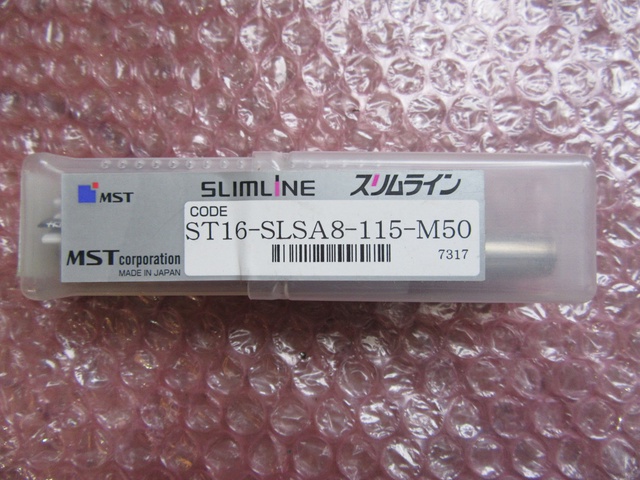 MST
SLIMLINE スリムライン
CODE
ST16-SLSA8-115-M50
7317
MST corporation
MADE IN JAPAN